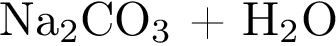 Na₂CO₃ + H₂O